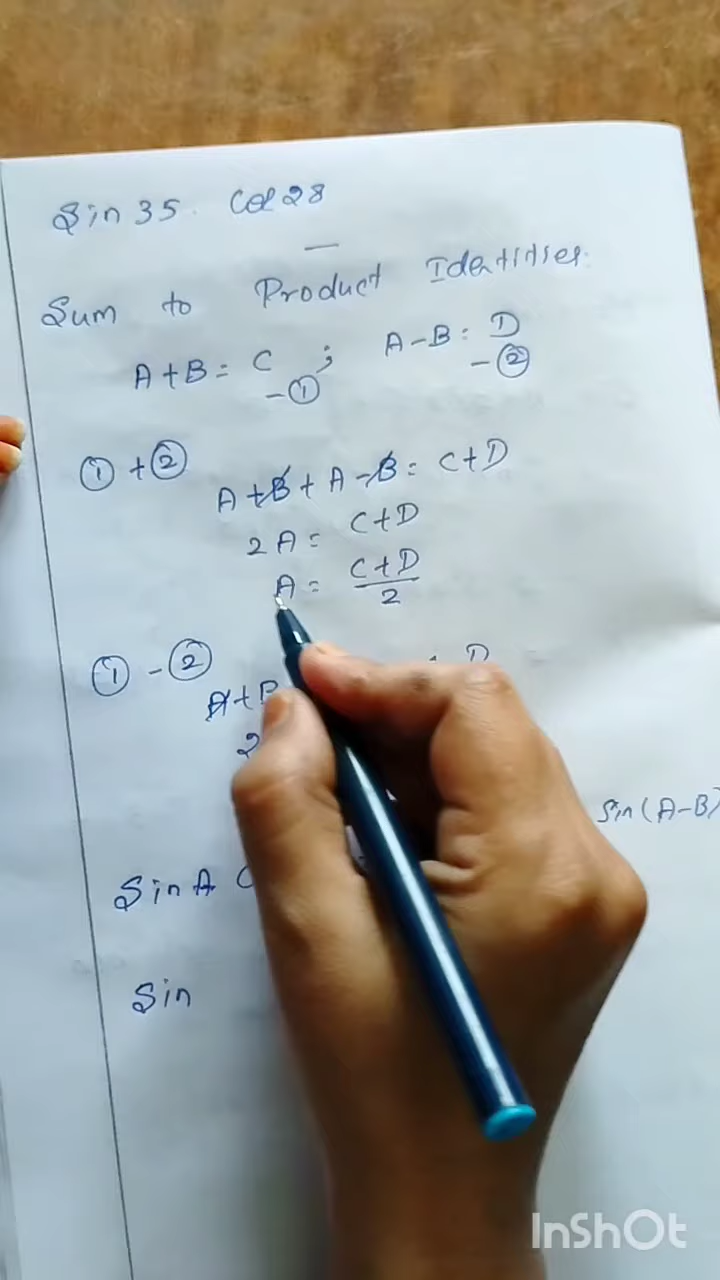 Sin 35. Cos 28
Sum to Product Identities.
A+B = C ; A-B = D
-① -②
① + ② A+B+A-B = C+D
2A = C+D
A = C+D/2
① - ② A+B D
2
Sin(A-B)
Sin A C
Sin
InShOt